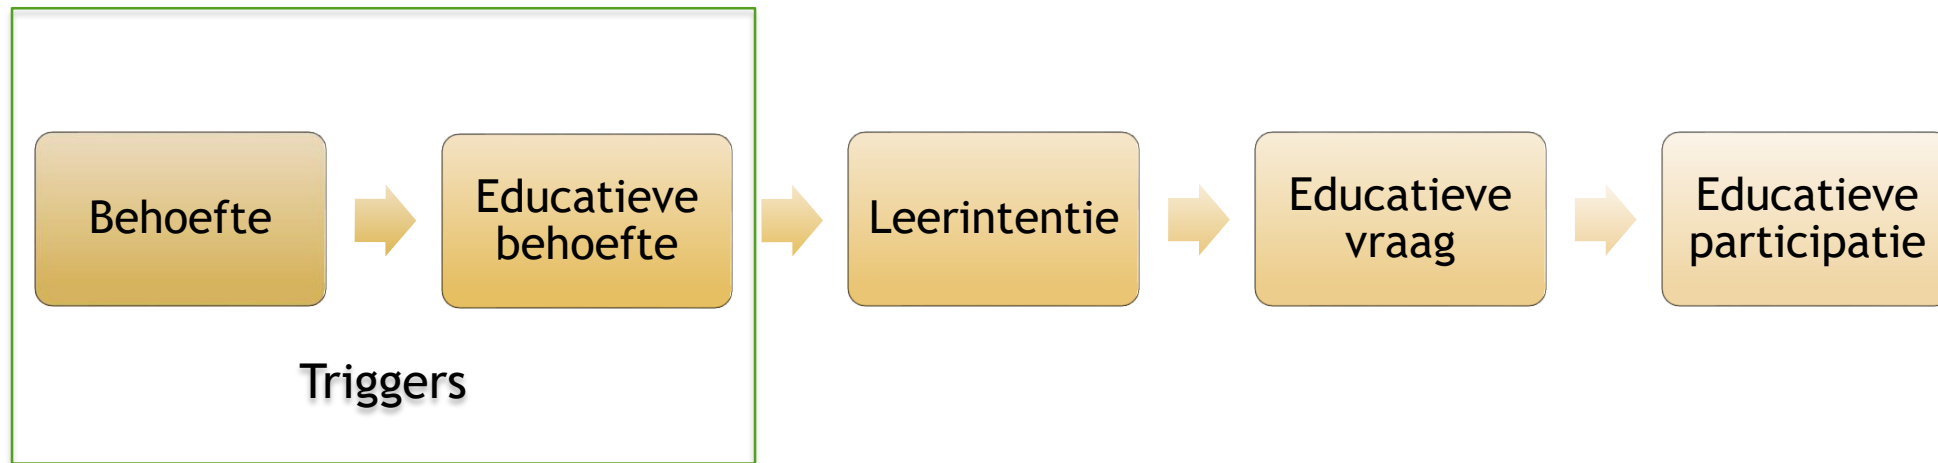 Behoefte
Educatieve
behoefte
Leerintentie
Educatieve
vraag
Educatieve
participatie
Triggers